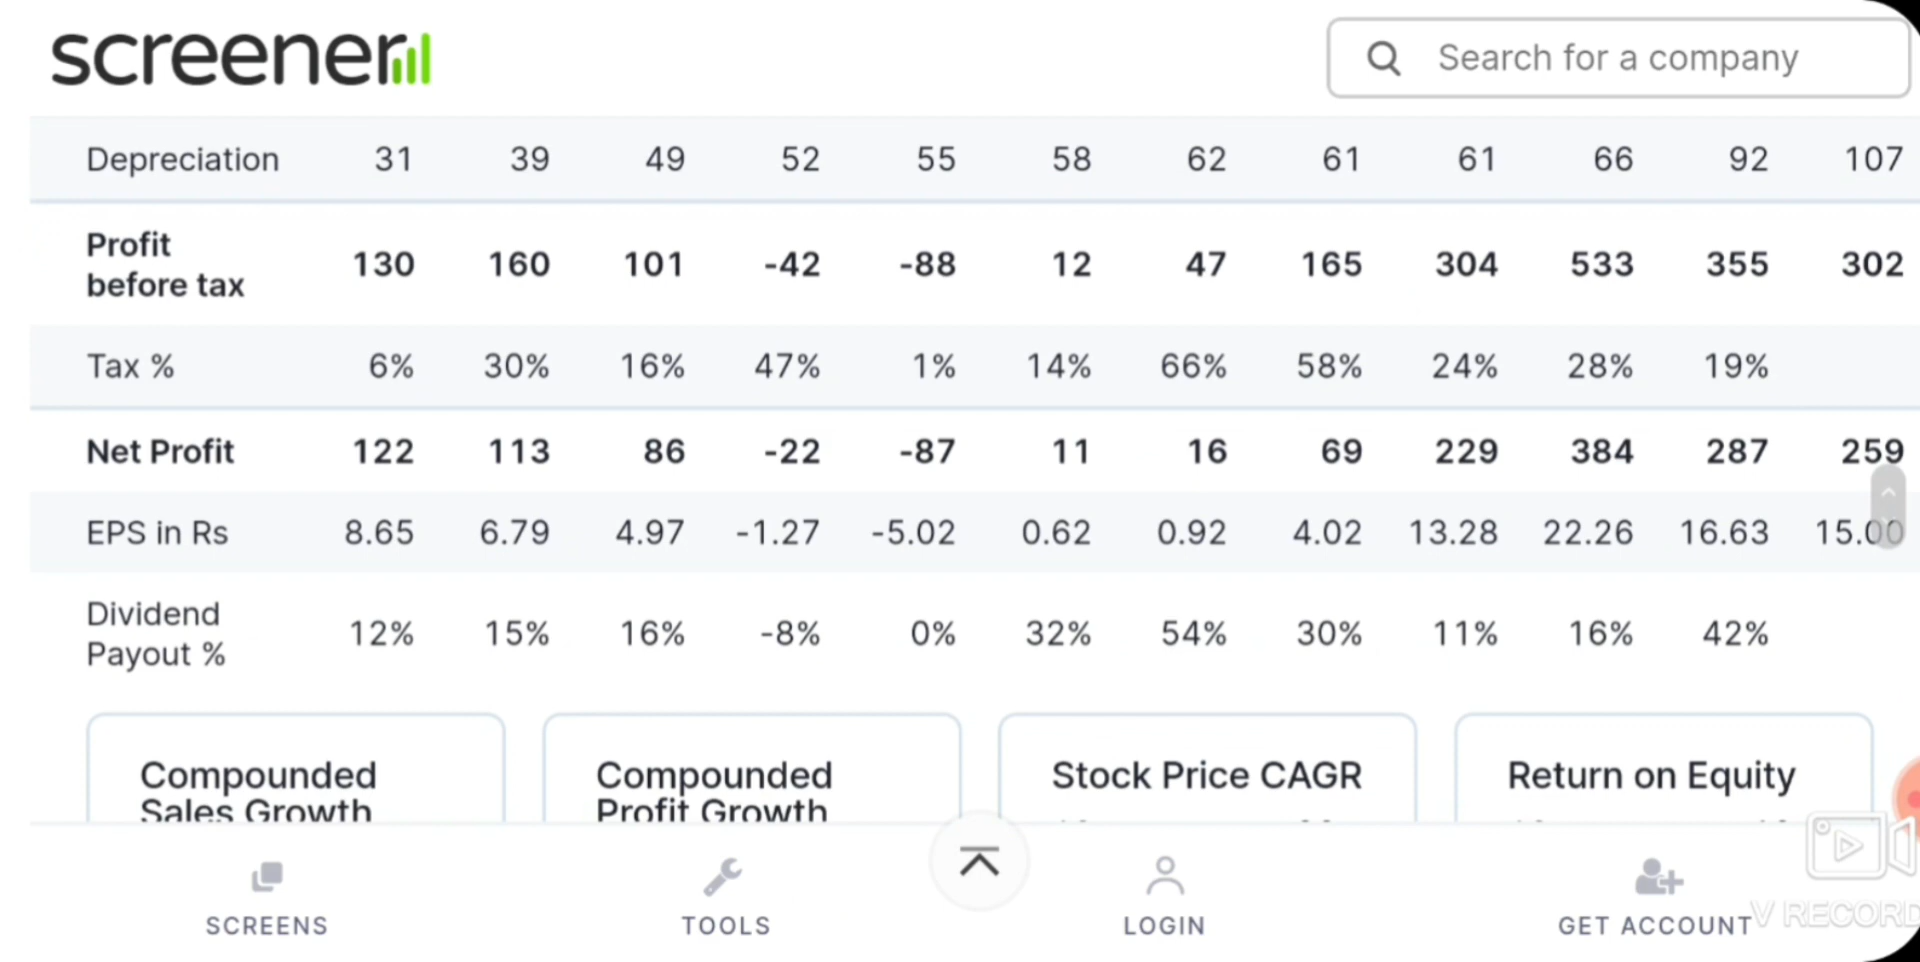 screener
Search for a company
Depreciation 31 39 49 52 55 58 62 61 61 66 92 107
Profit
before tax 130 160 101 -42 -88 12 47 165 304 533 355 302
Tax % 6% 30% 16% 47% 1% 14% 66% 58% 24% 28% 19%
Net Profit 122 113 86 -22 -87 11 16 69 229 384 287 259
EPS in Rs 8.65 6.79 4.97 -1.27 -5.02 0.62 0.92 4.02 13.28 22.26 16.63 15.00
Dividend
Payout % 12% 15% 16% -8% 0% 32% 54% 30% 11% 16% 42%
Compounded
Sales Growth
Compounded
Profit Growth
Stock Price CAGR
Return on Equity
SCREENS TOOLS LOGIN GET ACCOUNT
V RECORD